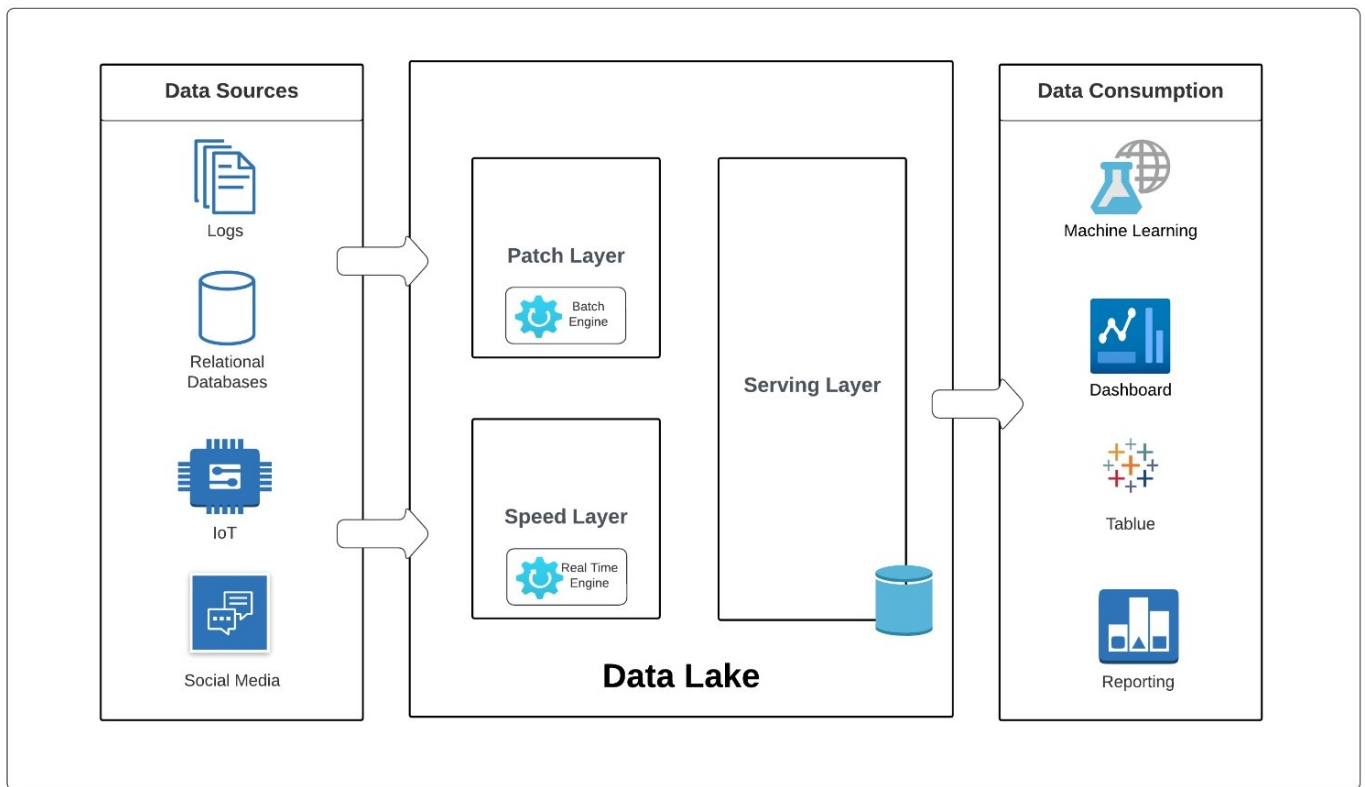 Data Sources
Logs
Relational
Databases
IoT
Social Media
Patch Layer
Batch
Engine
Speed Layer
Real Time
Engine
Serving Layer
Data Lake
Data Consumption
Machine Learning
Dashboard
Tablue
Reporting